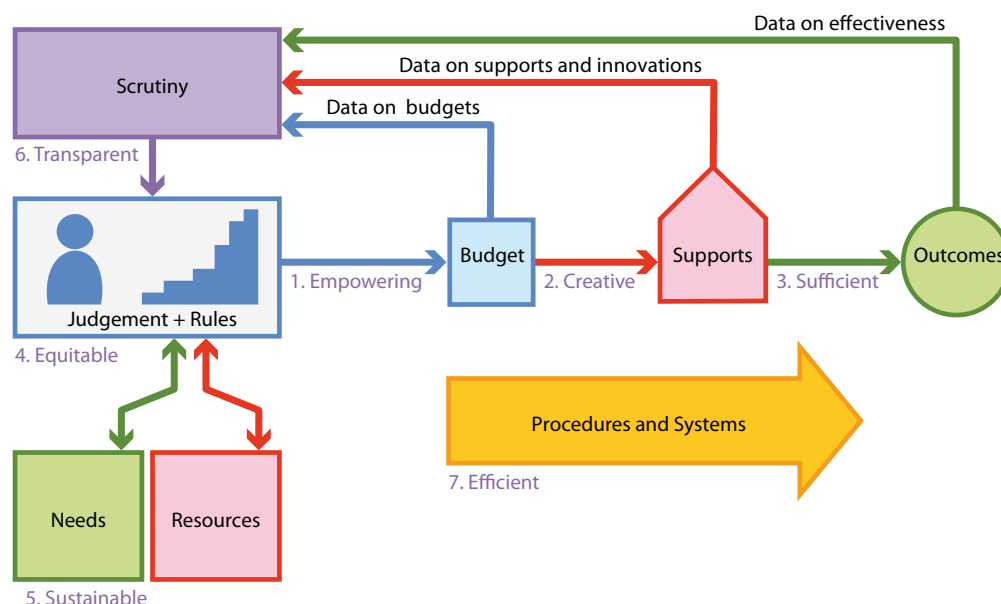 Data on effectiveness
Data on supports and innovations
Scrutiny
Data on budgets
6. Transparent
Judgement + Rules
1. Empowering
Budget
2. Creative
Supports
3. Sufficient
Outcomes
4. Equitable
Procedures and Systems
7. Efficient
Needs
Resources
5. Sustainable